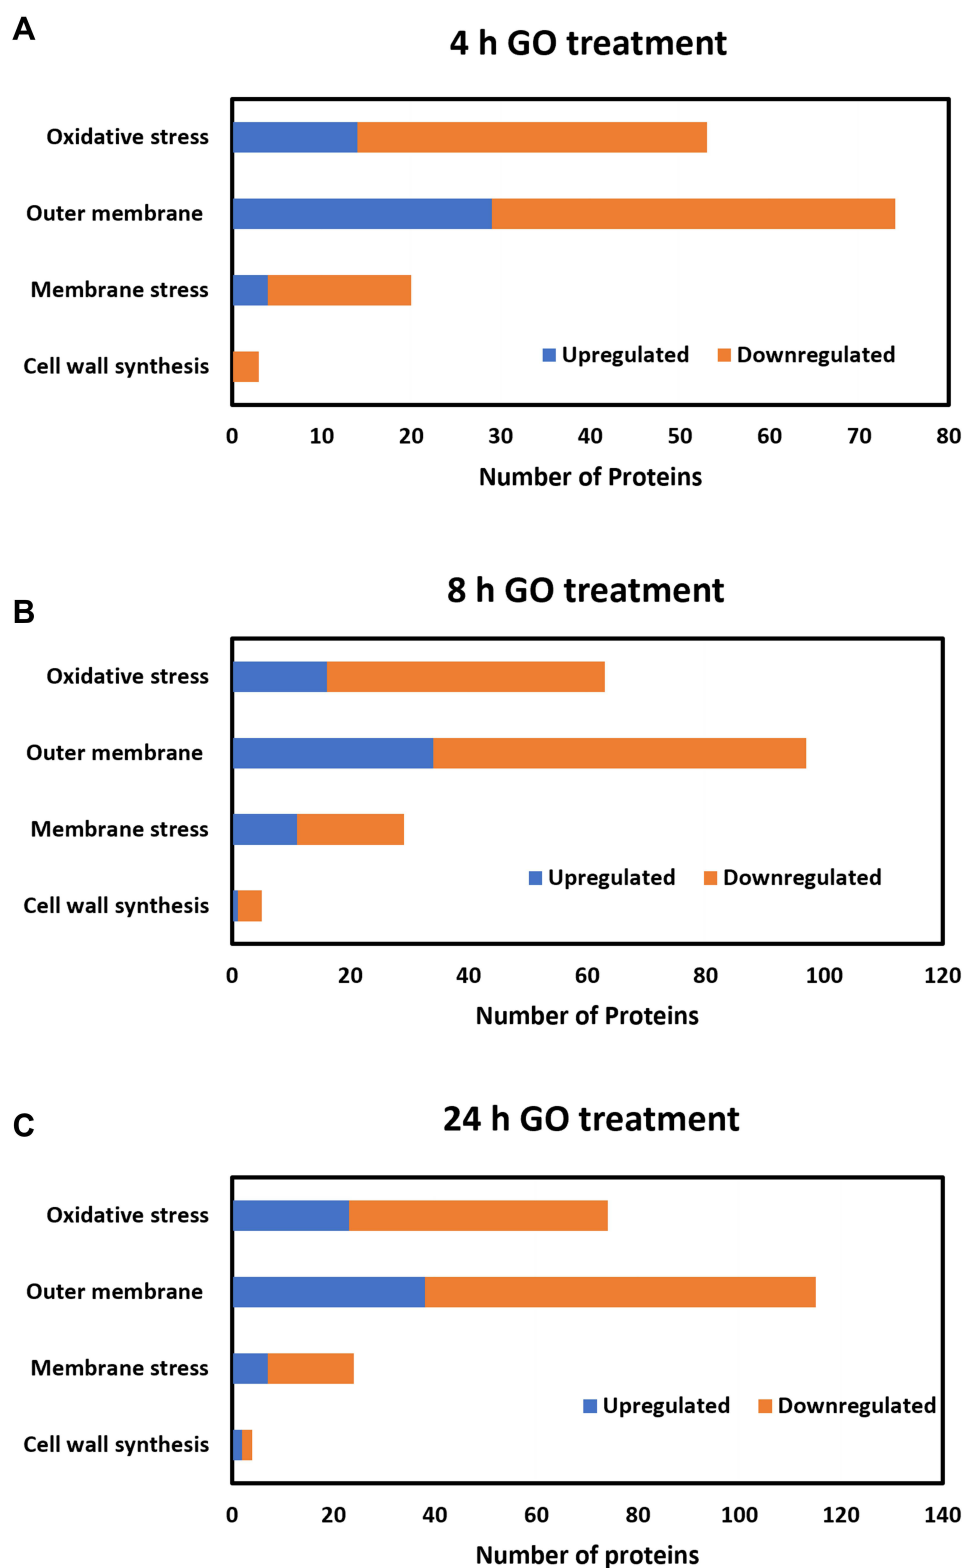 A
4 h GO treatment
Oxidative stress
Outer membrane
Membrane stress
Upregulated Downregulated
Cell wall synthesis
0 10 20 30 40 50 60 70 80
Number of Proteins
8 h GO treatment
B
Oxidative stress
Outer membrane
Membrane stress
Upregulated Downregulated
Cell wall synthesis
0 20 40 60 80 100 120
Number of Proteins
24 h GO treatment
C
Oxidative stress
Outer membrane
Membrane stress
Upregulated Downregulated
Cell wall synthesis
0 20 40 60 80 100 120 140
Number of proteins